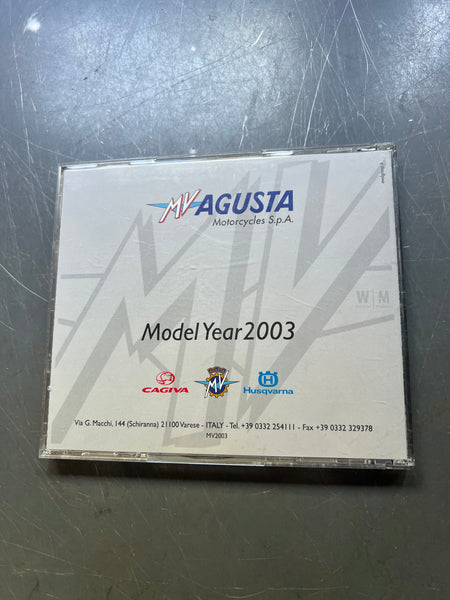 MV AGUSTA
Motorcycles S.p.A.
W M
Model Year 2003
CAGIVA
MV
Husqvarna
Via G. Macchi, 144 (Schiranna) 21100 Varese - ITALY - Tel. +39 0332 254111 - Fax +39 0332 329378
MV2003